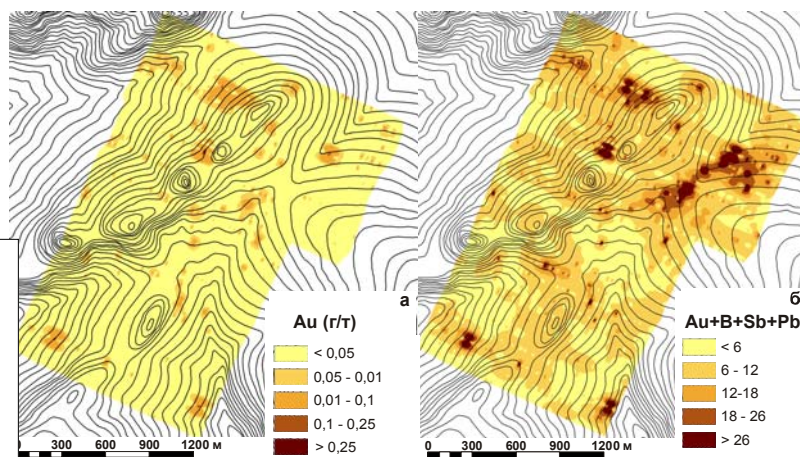 а
Au (г/т)
< 0,05
0,05 - 0,01
0,01 - 0,1
0,1 - 0,25
> 0,25
0 300 600 900 1200 м
б
Au+B+Sb+Pb
< 6
6 - 12
12-18
18 - 26
> 26
0 300 600 900 1200 м